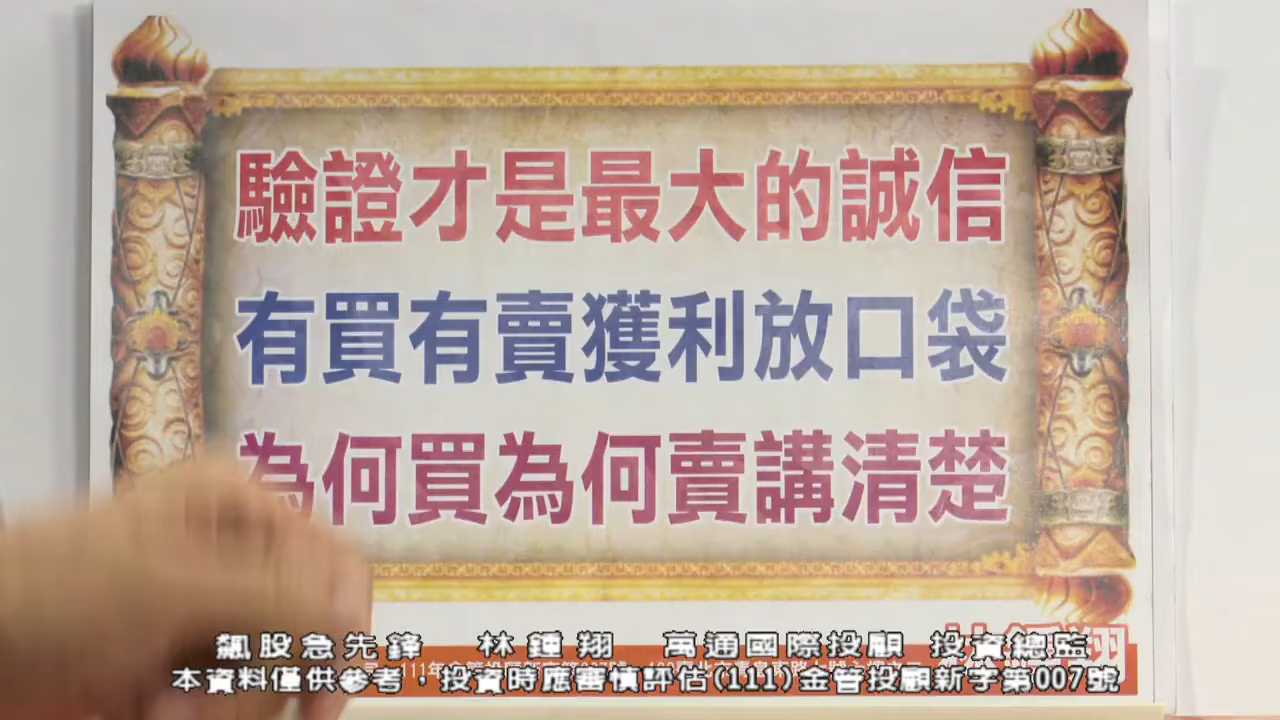 驗證才是最大的誠信
有買有賣獲利放口袋
為何買為何賣講清楚
飆股急先鋒 林鍾翔 萬通國際投顧 投資總監
本資料僅供參考，投資時應審慎評估(111)金管投顧新字第007號